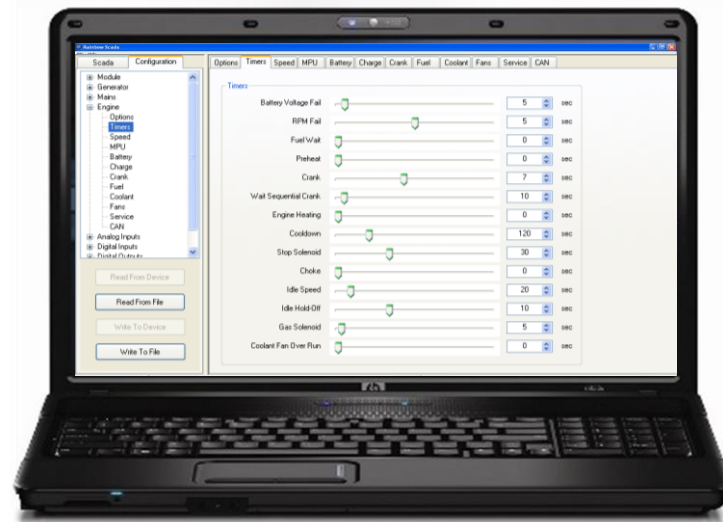 Rainbow Scada
Scada Configuration
Options Timers Speed MPU Battery Charge Crank Fuel Coolant Fans Service CAN
Module
Generator
Mains
Engine
Options
Timers
Speed
MPU
Battery
Charge
Crank
Fuel
Coolant
Fans
Service
CAN
Analog Inputs
Digital Inputs
Digital Outputs
Read From Device
Read From File
Write To Device
Write To File
Timers
Battery Voltage Fail 5 sec
RPM Fail 5 sec
Fuel Wait 0 sec
Preheat 0 sec
Crank 7 sec
Wait Sequential Crank 10 sec
Engine Heating 0 sec
Cooldown 120 sec
Stop Solenoid 30 sec
Choke 0 sec
Idle Speed 20 sec
Idle Hold-Off 10 sec
Gas Solenoid 5 sec
Coolant Fan Over Run 0 sec
hp